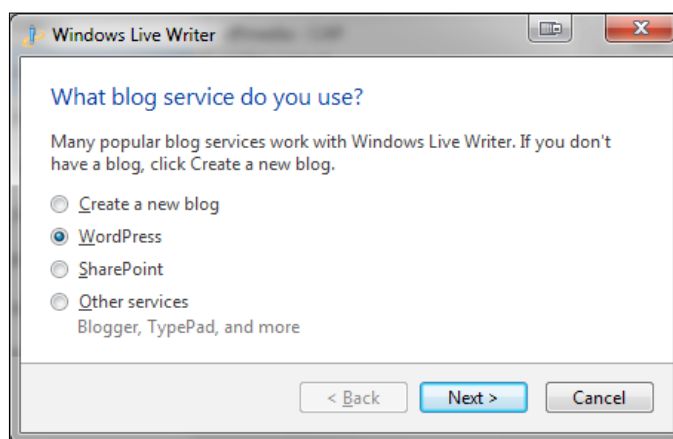 Windows Live Writer
What blog service do you use?
Many popular blog services work with Windows Live Writer. If you don't
have a blog, click Create a new blog.
Create a new blog
WordPress
SharePoint
Other services
Blogger, TypePad, and more
< Back Next > Cancel